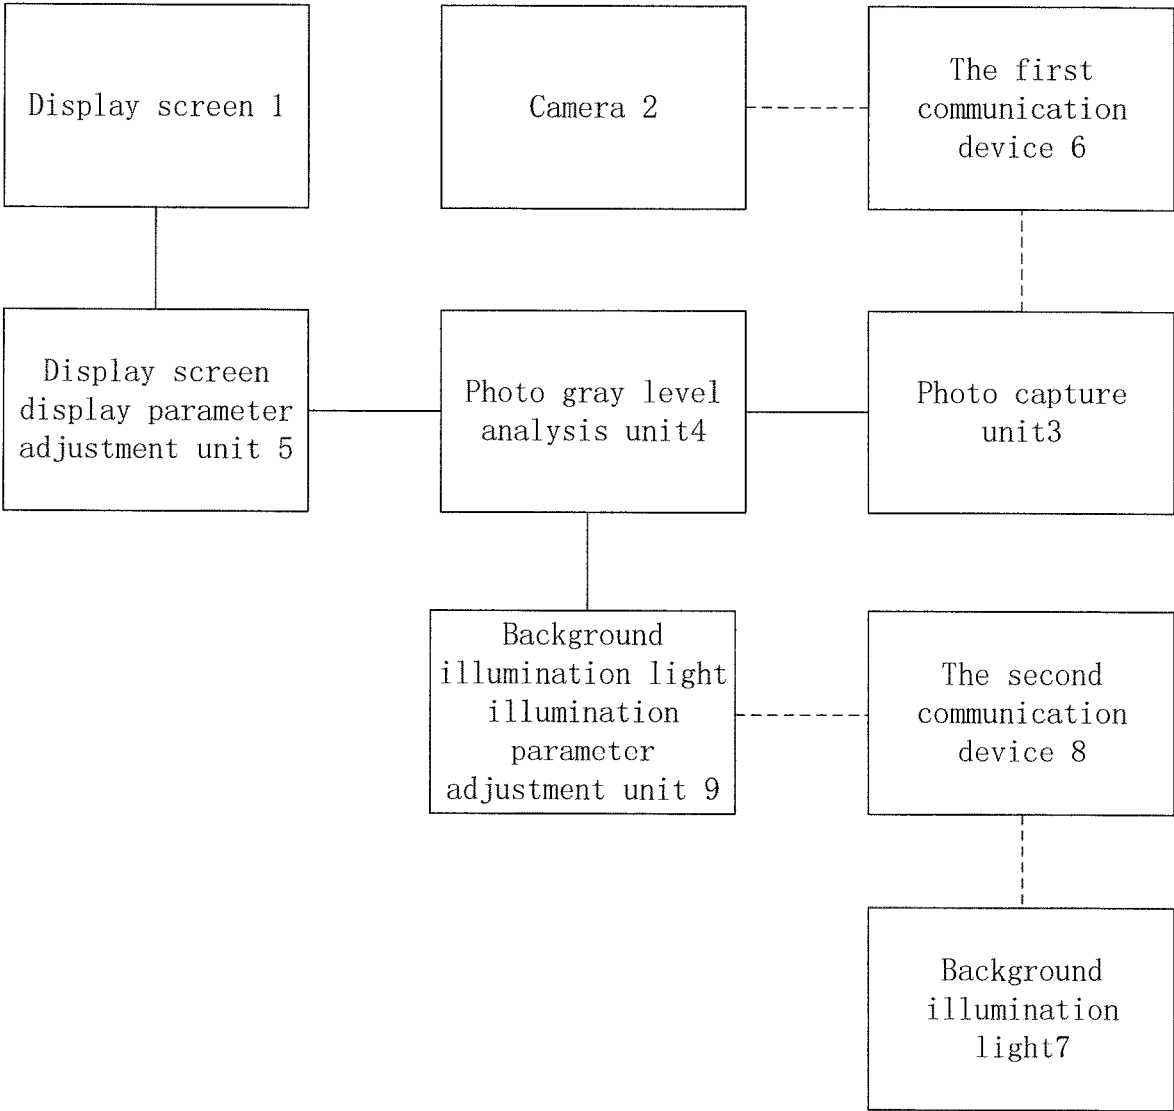 Display screen 1
Camera 2
The first
communication
device 6
Display screen
display parameter
adjustment unit 5
Photo gray level
analysis unit4
Photo capture
unit3
Background
illumination light
illumination
parameter
adjustment unit 9
The second
communication
device 8
Background
illumination
light7